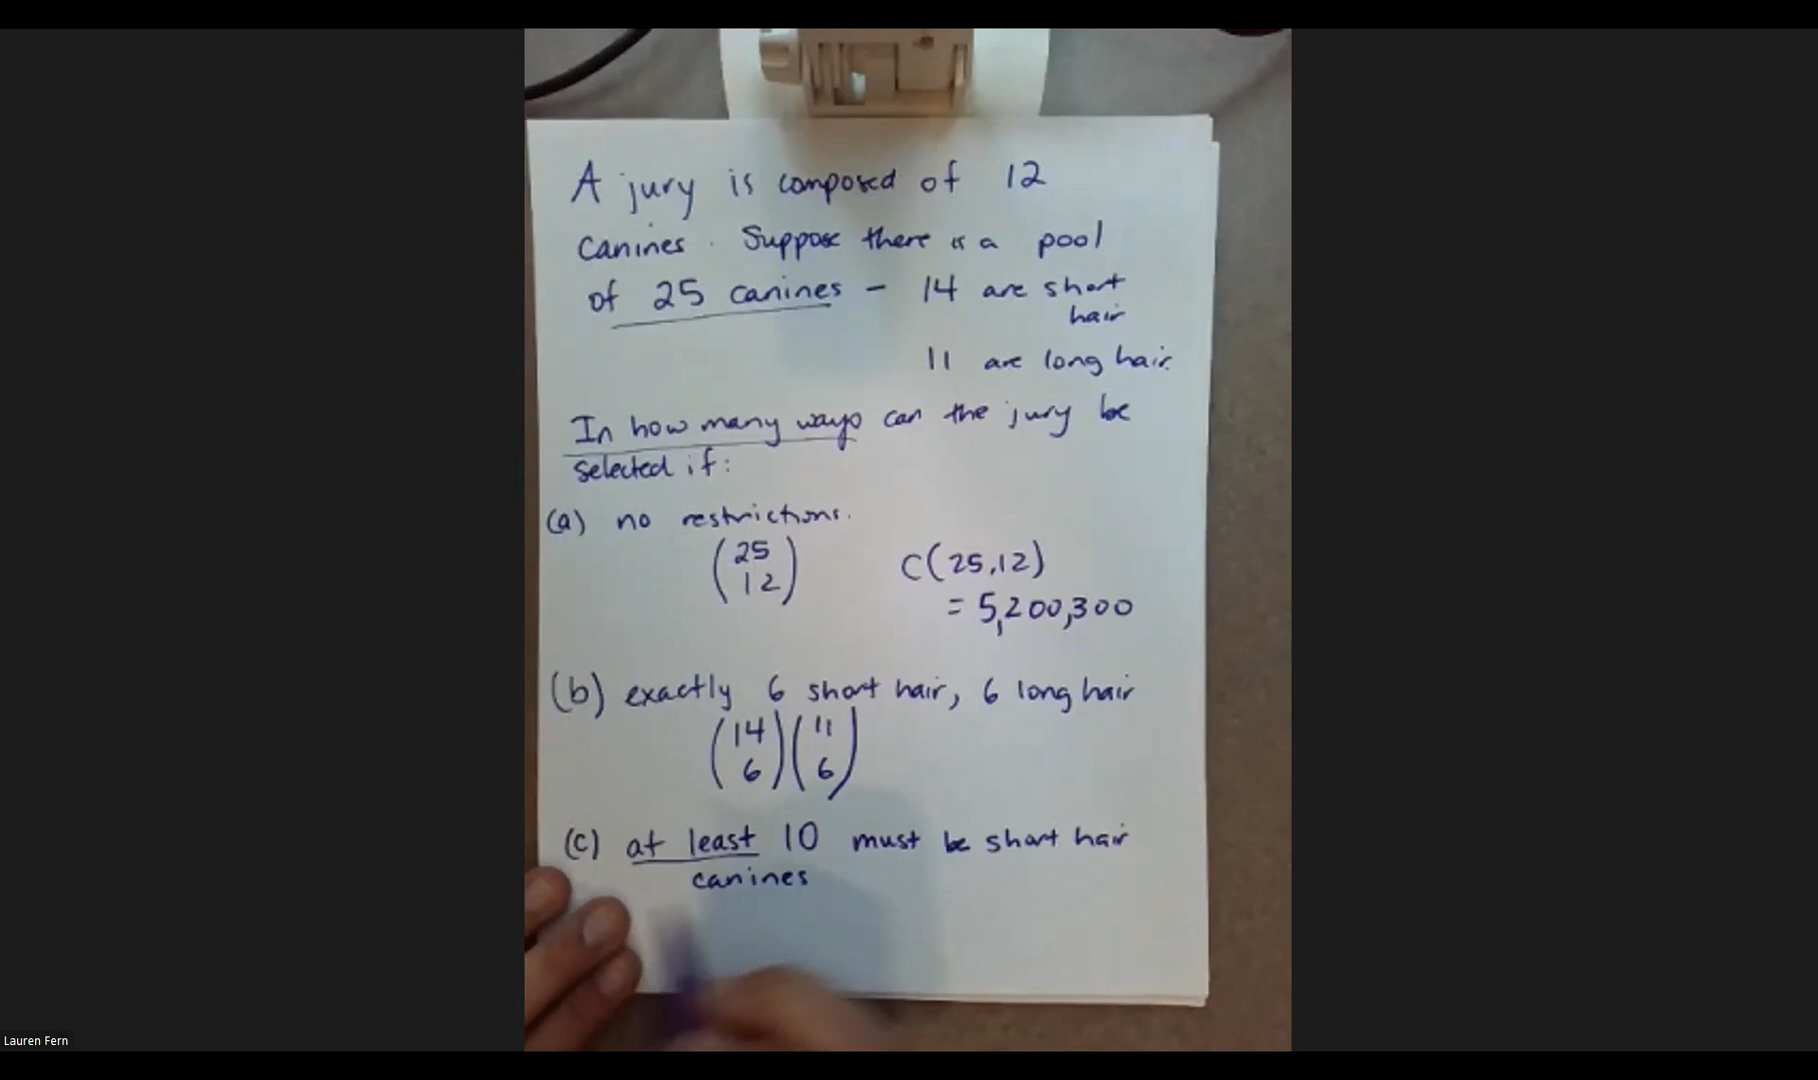 A jury is composed of 12
Canines. Suppose there is a pool
of 25 canines - 14 are short
hair
11 are long hair.
In how many ways can the jury be
selected if:
(a) no restrictions.
(25 12) C(25,12)
= 5,200,300
(b) exactly 6 short hair, 6 long hair
(14 6)(11 6)
(c) at least 10 must be short hair
canines
Lauren Fern